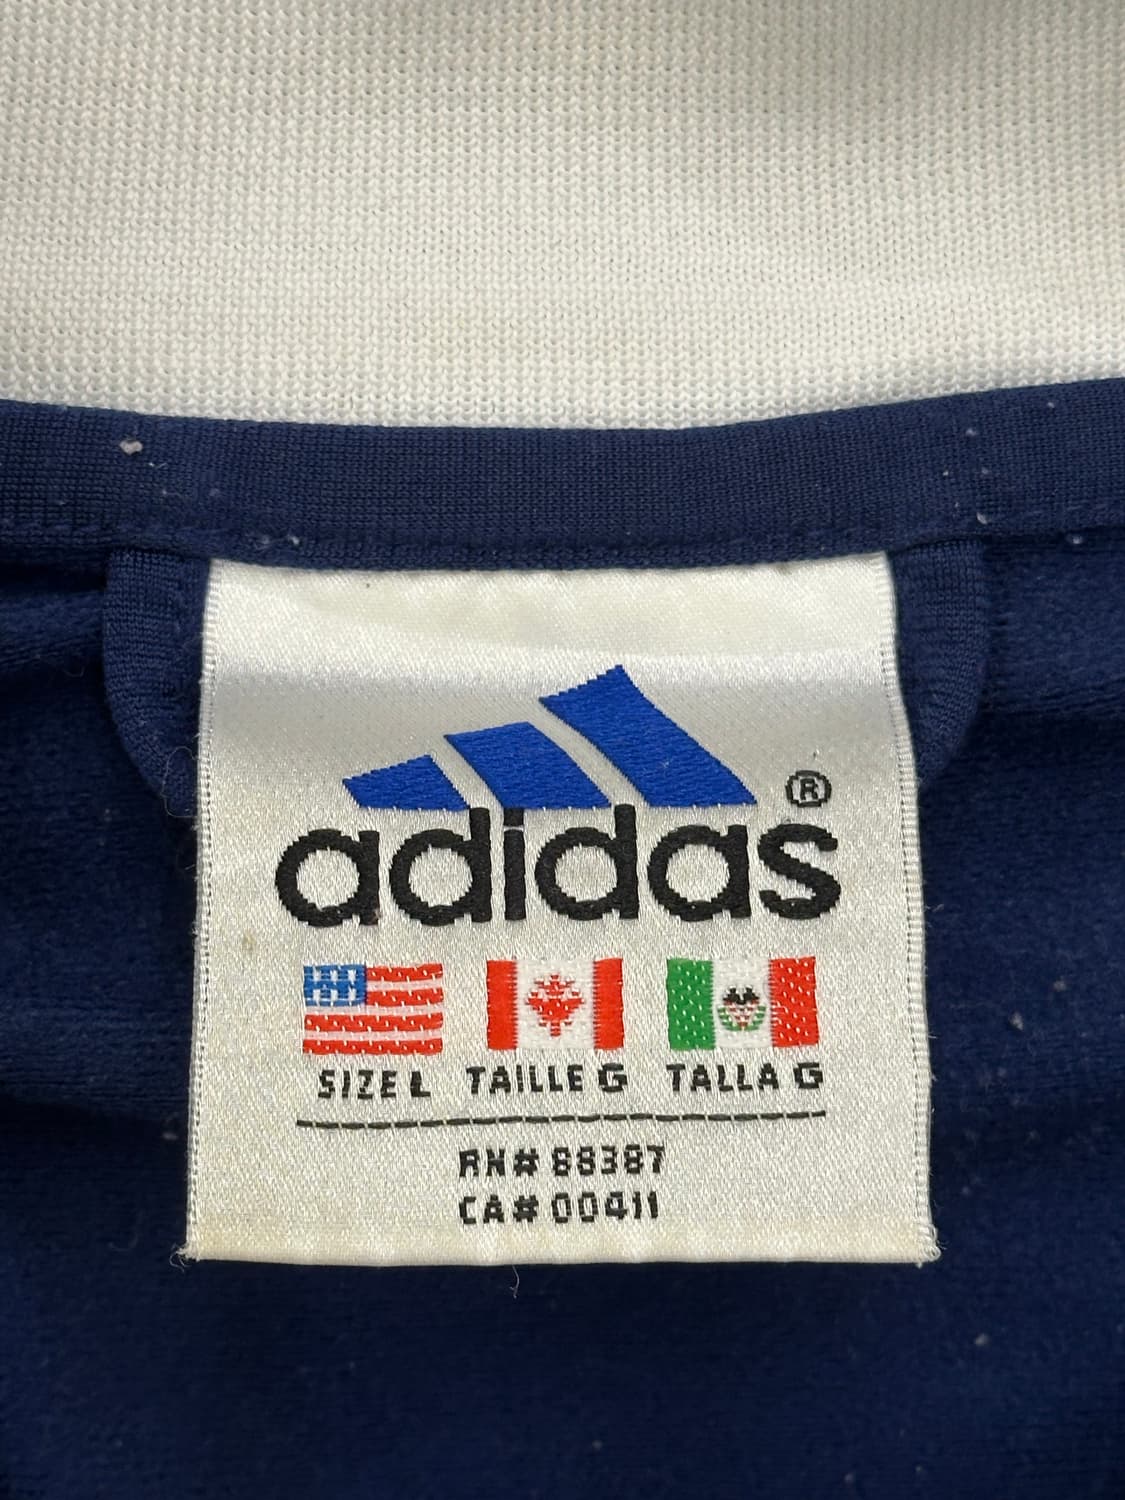 adidas®
SIZE L TAILLE G TALLA G
RN# 88387
CA# 00411